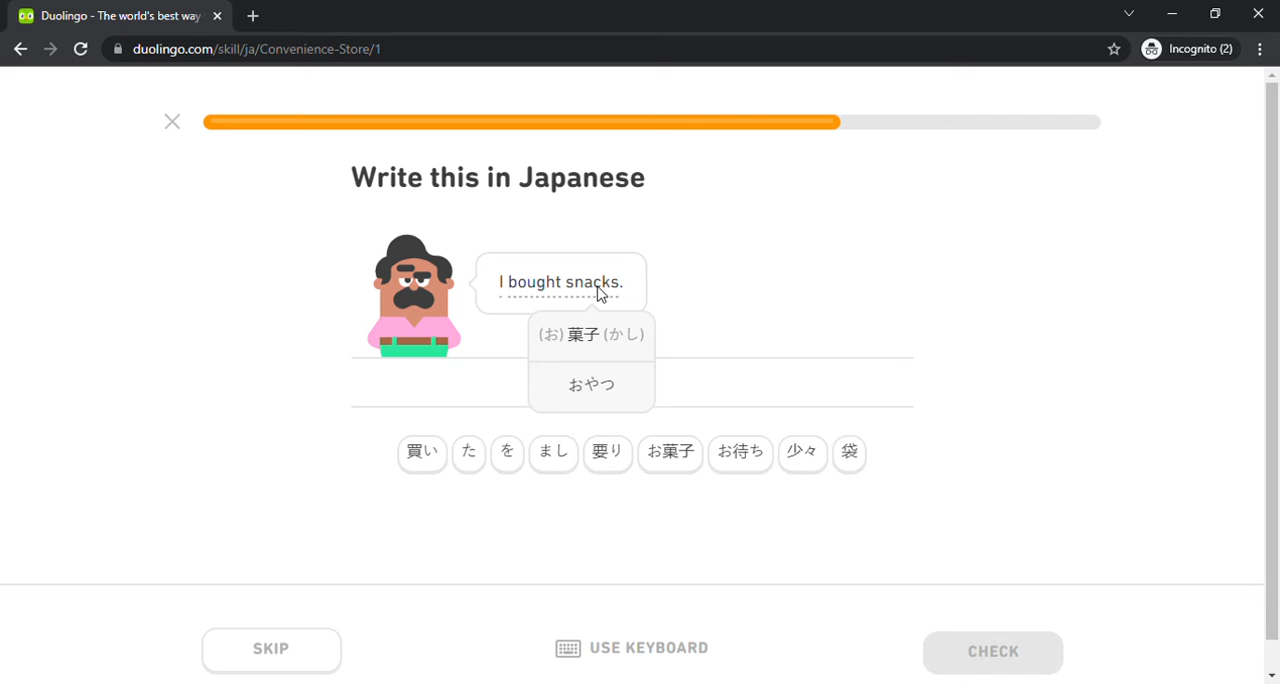 Duolingo - The world's best way
duolingo.com/skill/ja/Convenience-Store/1
Incognito (2)
Write this in Japanese
I bought snacks.
(お) 菓子 (かし)
おやつ
買い た を まし 要り お菓子 お待ち 少々 袋
SKIP
USE KEYBOARD
CHECK